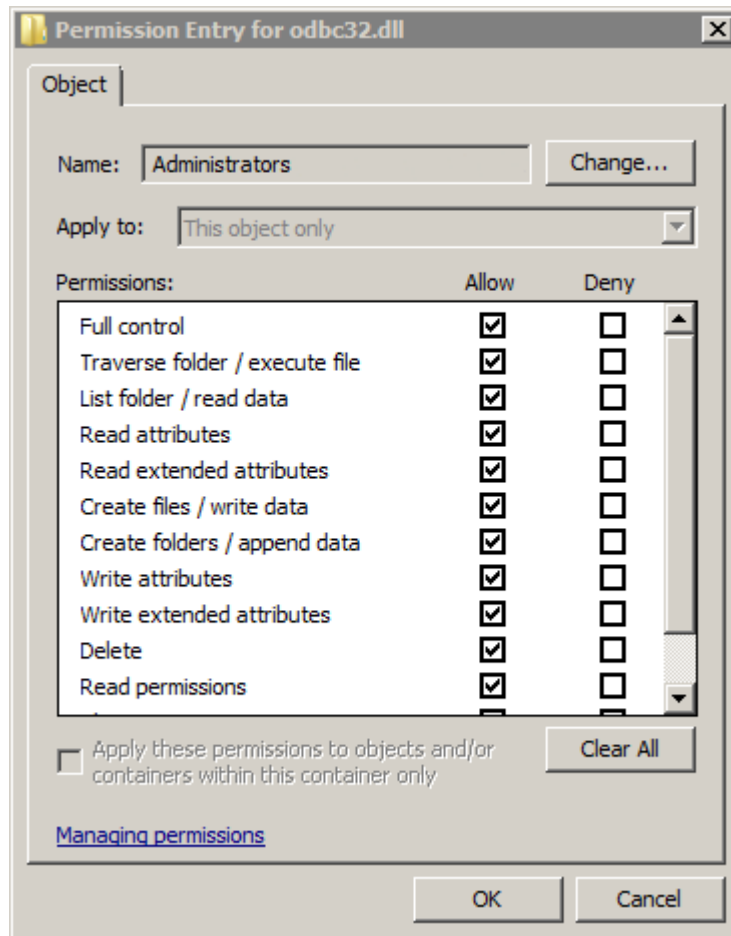 Permission Entry for odbc32.dll
Object
Name: Administrators Change...
Apply to: This object only
Permissions: Allow Deny
Full control
Traverse folder / execute file
List folder / read data
Read attributes
Read extended attributes
Create files / write data
Create folders / append data
Write attributes
Write extended attributes
Delete
Read permissions
Apply these permissions to objects and/or
containers within this container only
Clear All
Managing permissions
OK Cancel